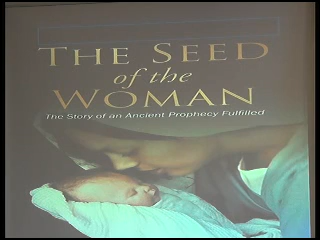 THE SEED
of the
WOMAN
The Story of an Ancient Prophecy Fulfilled